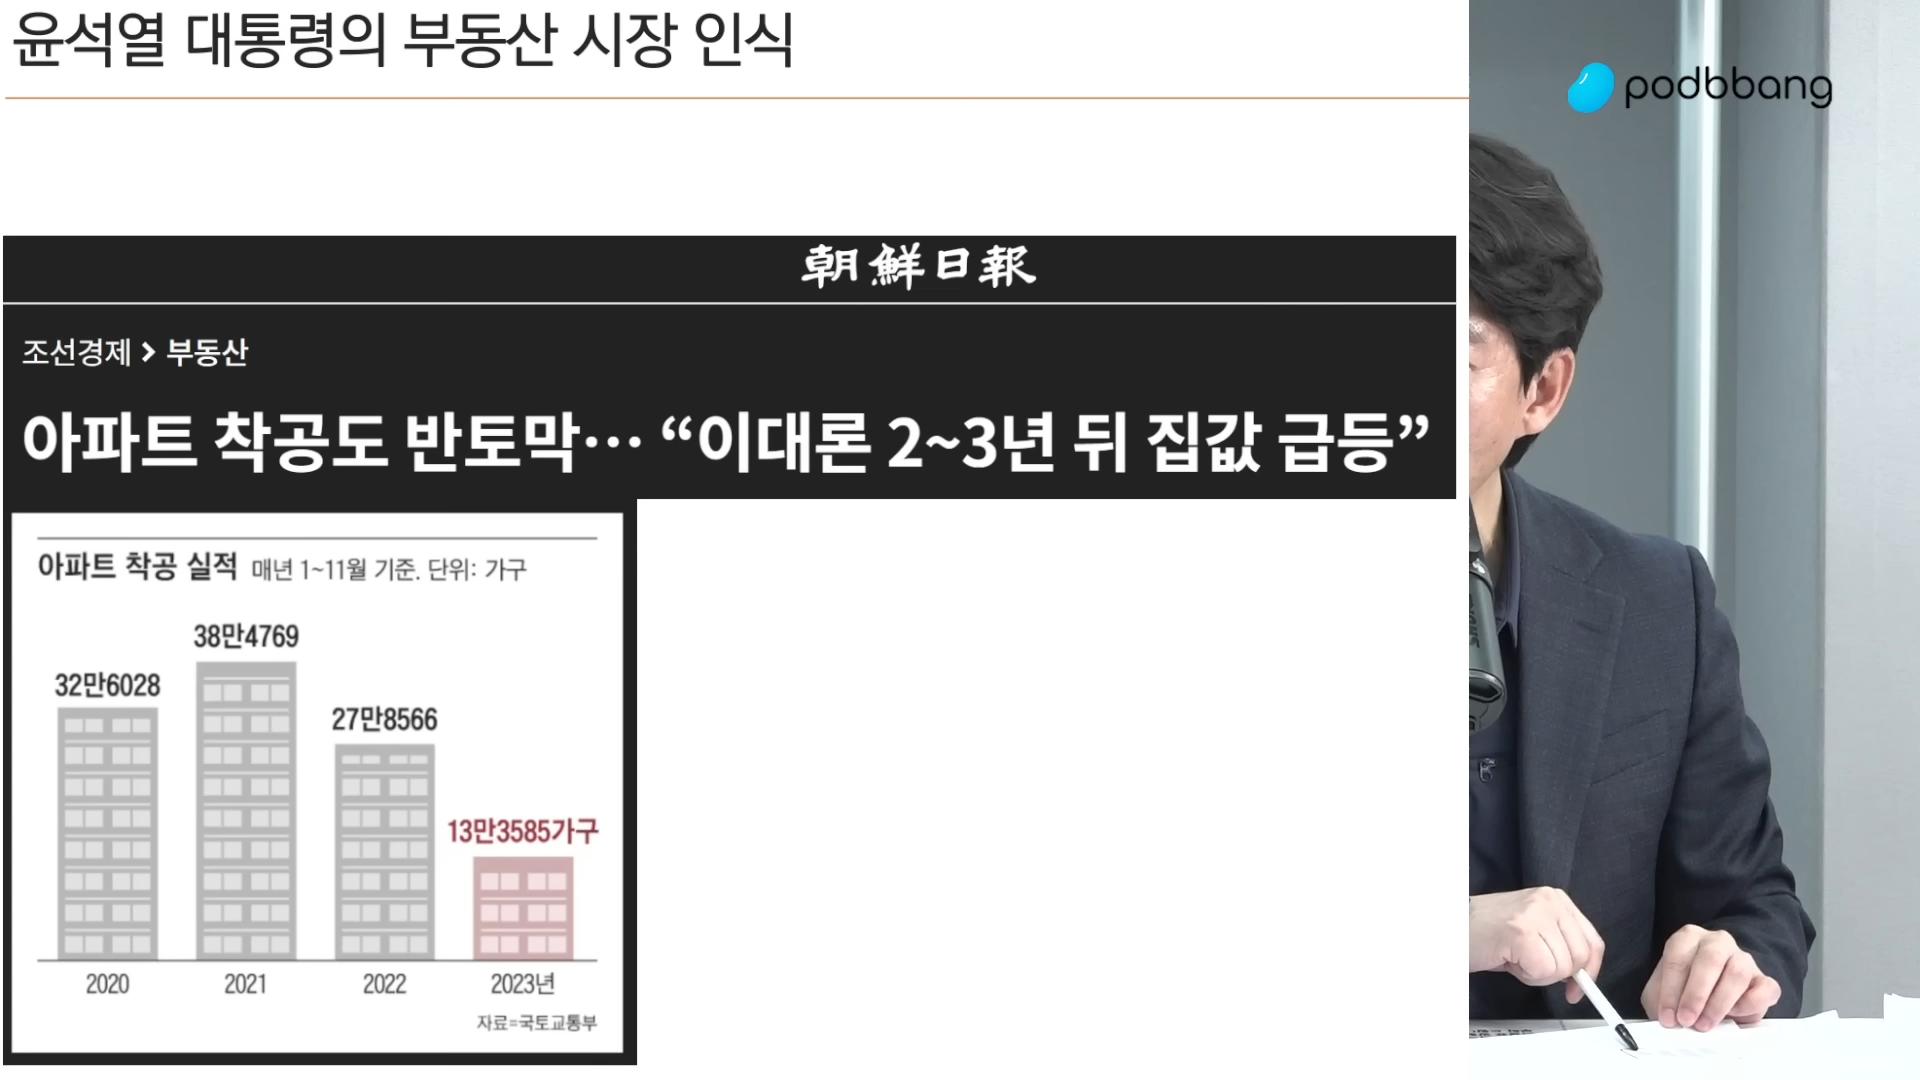 윤석열 대통령의 부동산 시장 인식
podbbang
朝鮮日報
조선경제 > 부동산
아파트 착공도 반토막… “이대론 2~3년 뒤 집값 급등”
아파트 착공 실적 매년 1~11월 기준. 단위: 가구
38만4769
32만6028
27만8566
13만3585가구
2020 2021 2022 2023년
자료=국토교통부